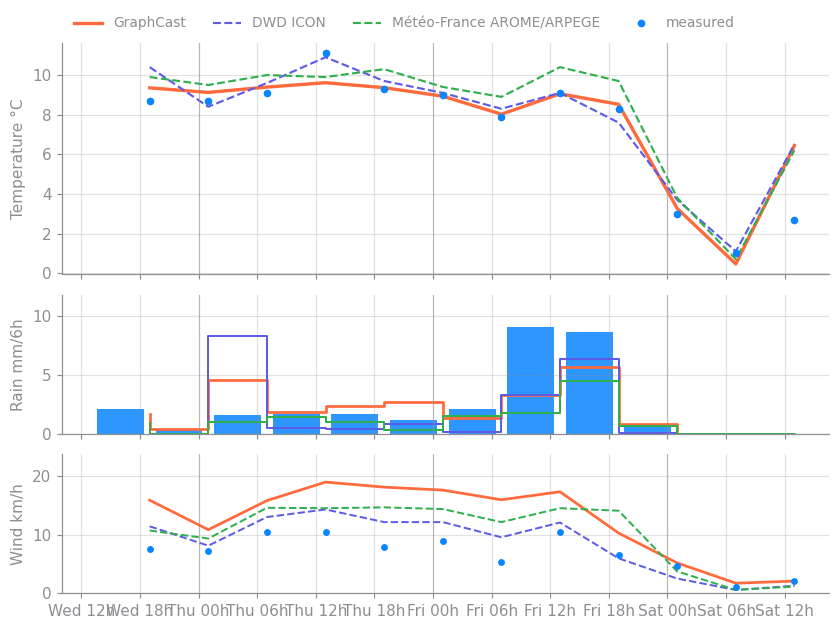 GraphCast DWD ICON Météo-France AROME/ARPEGE measured
Temperature °C
10
8
6
4
2
0
Rain mm/6h
10
5
0
Wind km/h
20
10
0
Wed 12h Wed 18h Thu 00h Thu 06h Thu 12h Thu 18h Fri 00h Fri 06h Fri 12h Fri 18h Sat 00h Sat 06h Sat 12h